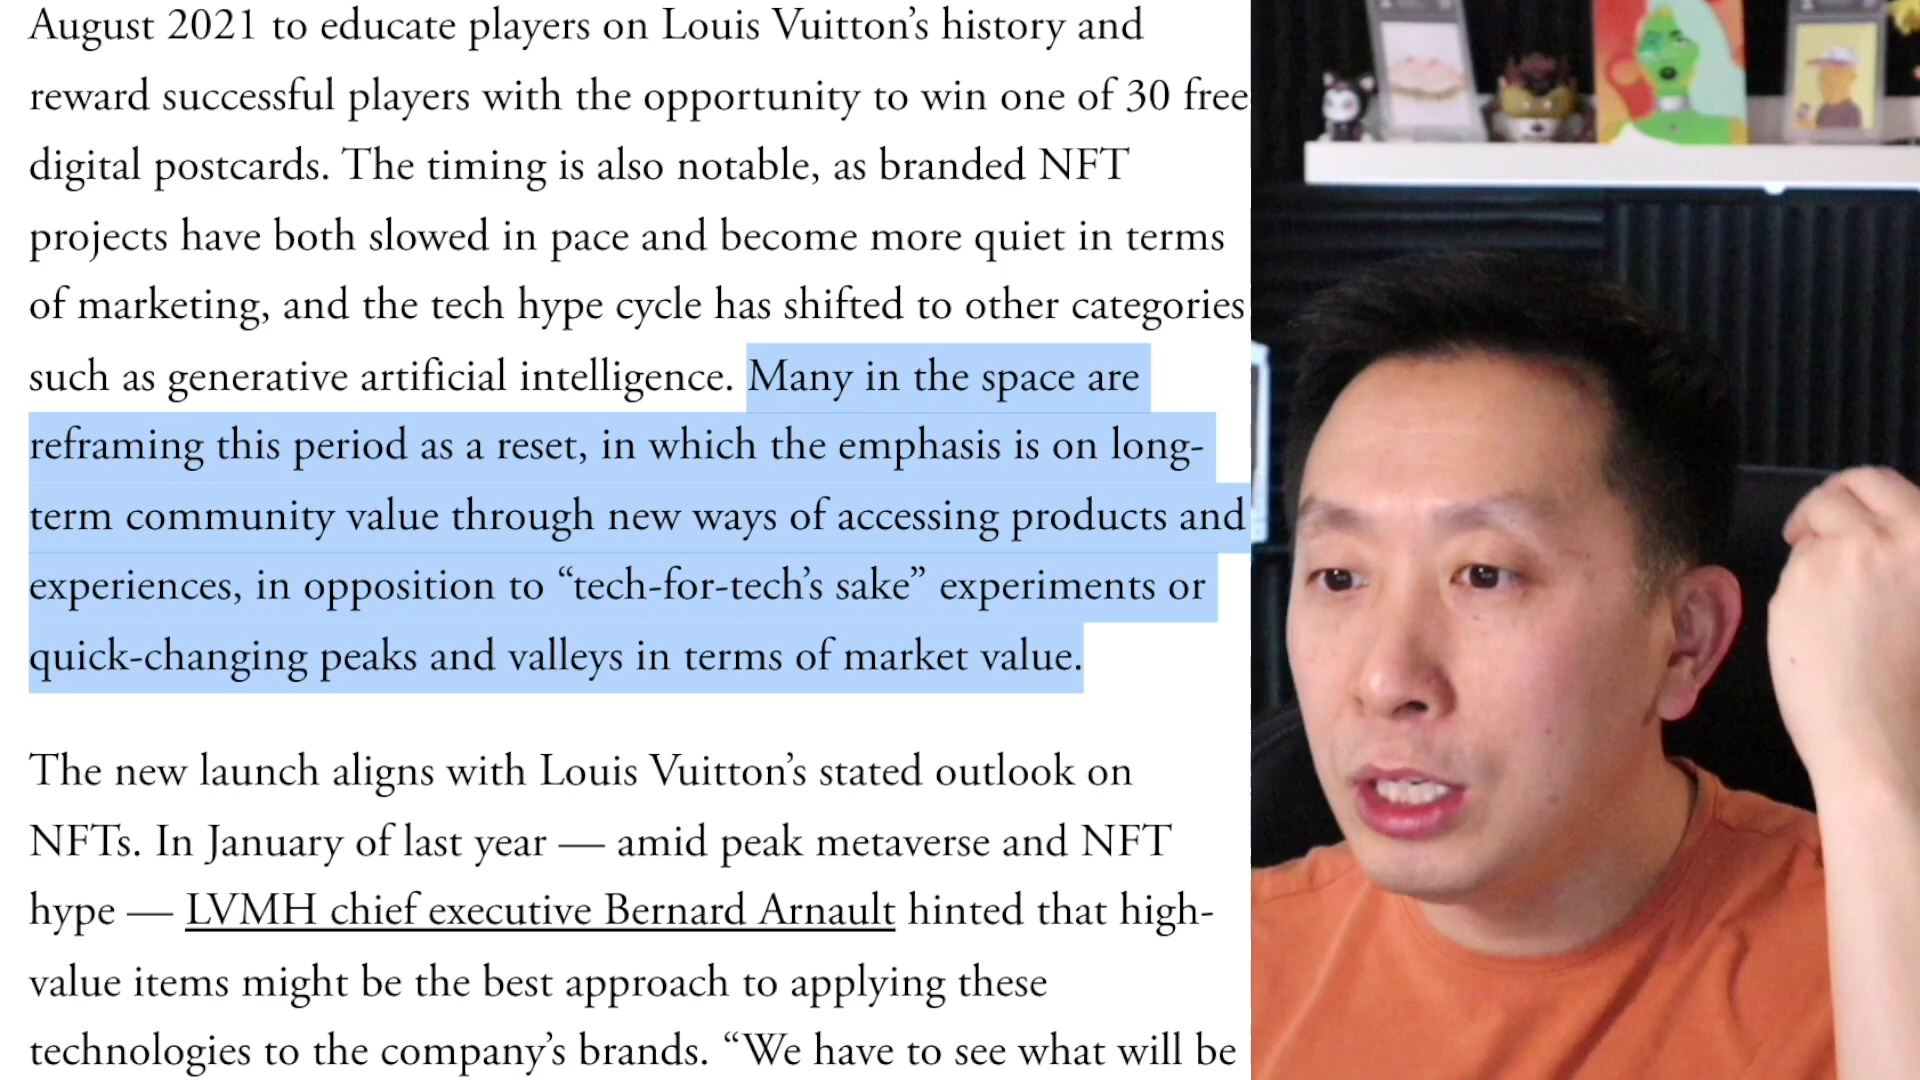 August 2021 to educate players on Louis Vuitton’s history and
reward successful players with the opportunity to win one of 30 free
digital postcards. The timing is also notable, as branded NFT
projects have both slowed in pace and become more quiet in terms
of marketing, and the tech hype cycle has shifted to other categories
such as generative artificial intelligence. Many in the space are
reframing this period as a reset, in which the emphasis is on long-
term community value through new ways of accessing products and
experiences, in opposition to “tech-for-tech’s sake” experiments or
quick-changing peaks and valleys in terms of market value.
The new launch aligns with Louis Vuitton’s stated outlook on
NFTs. In January of last year — amid peak metaverse and NFT
hype — LVMH chief executive Bernard Arnault hinted that high-
value items might be the best approach to applying these
technologies to the company’s brands. “We have to see what will be